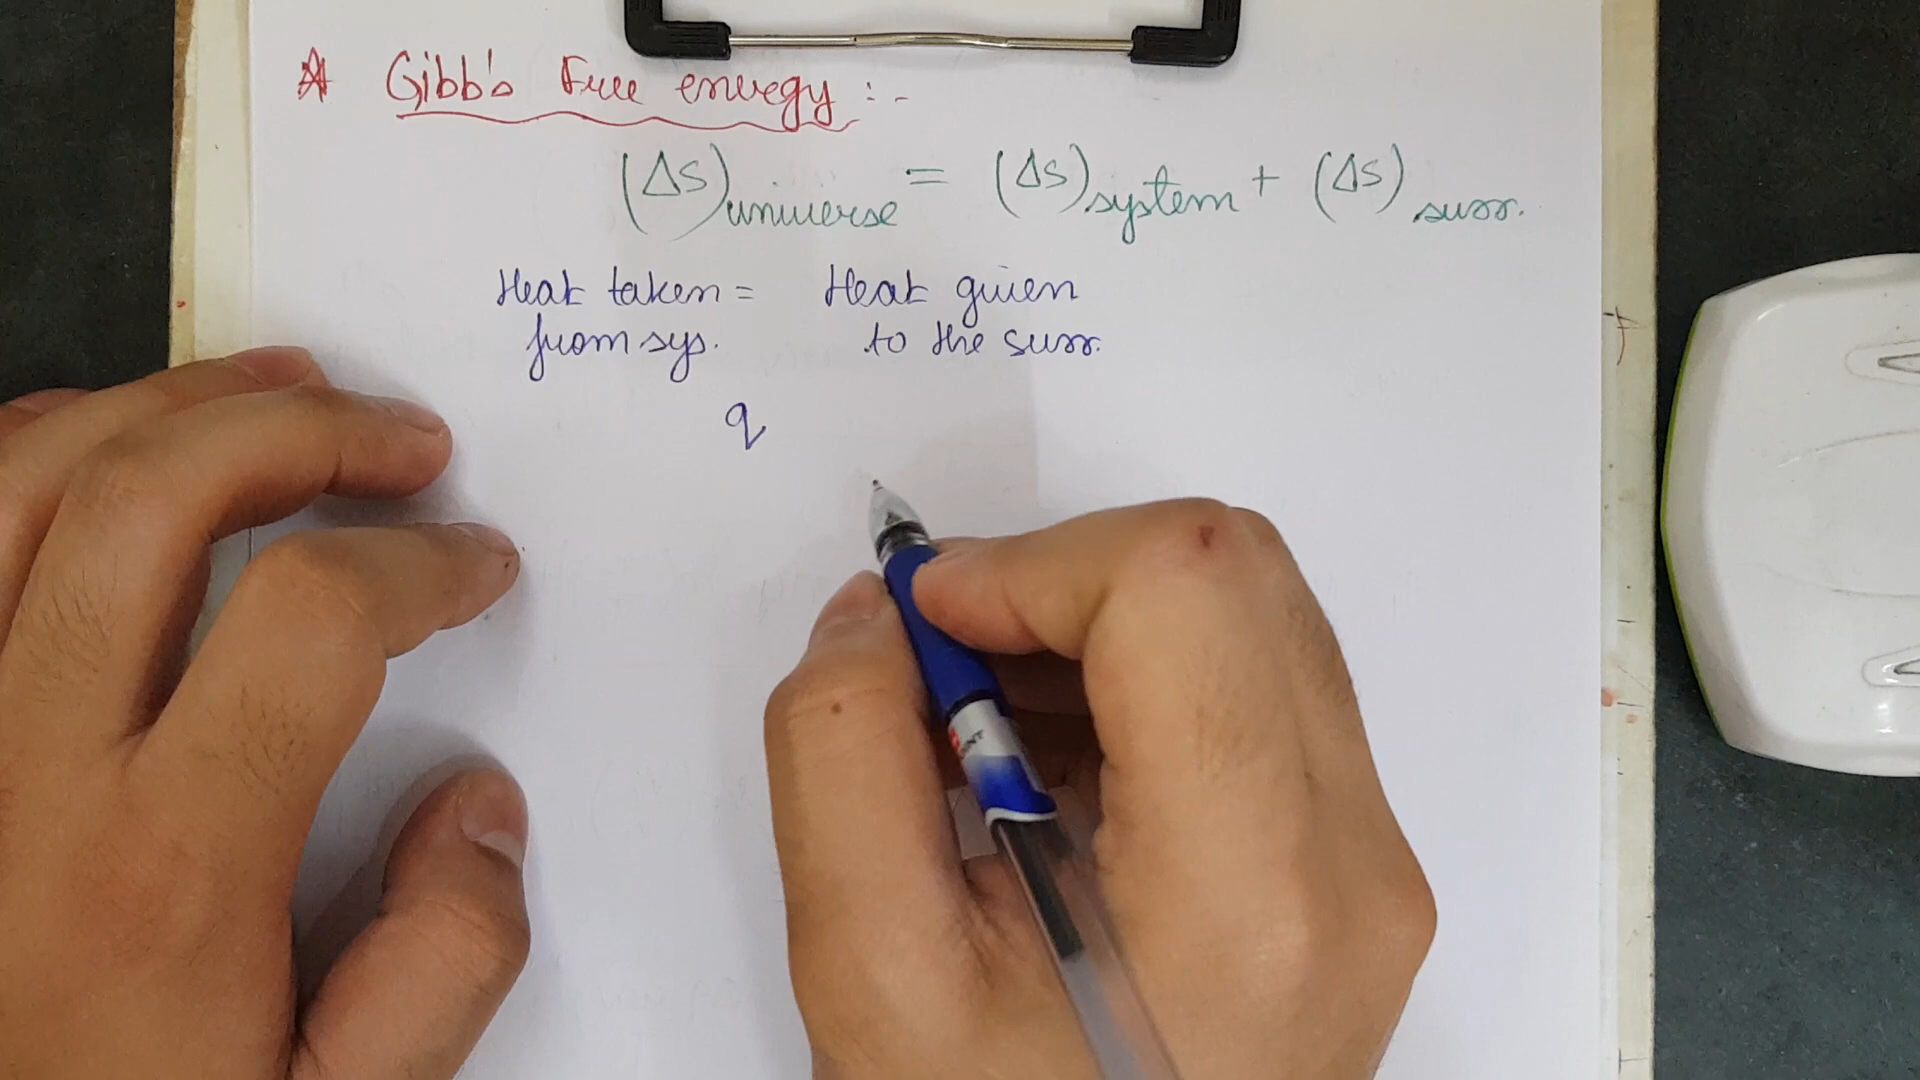 Gibb's Free energy :-
(ΔS)universe = (ΔS)system + (ΔS)surr.
Heat taken = Heat given
from sys. to the surr.
q